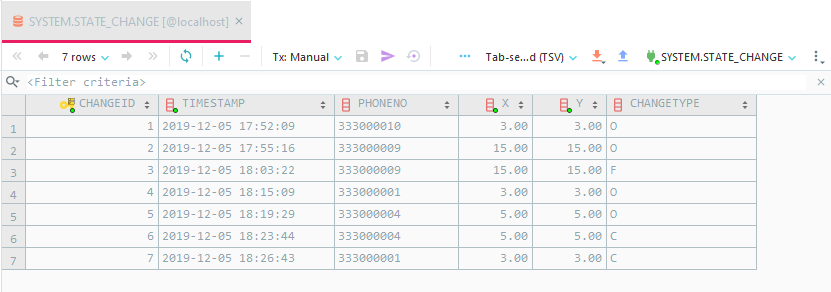 SYSTEM.STATE_CHANGE [@localhost]
7 rows Tx: Manual Tab-se...d (TSV) SYSTEM.STATE_CHANGE
<Filter criteria>
CHANGEID TIMESTAMP PHONENO X Y CHANGETYPE
1 1 2019-12-05 17:52:09 333000010 3.00 3.00 O
2 2 2019-12-05 17:55:16 333000009 15.00 15.00 O
3 3 2019-12-05 18:03:22 333000009 15.00 15.00 F
4 4 2019-12-05 18:15:09 333000001 3.00 3.00 O
5 5 2019-12-05 18:19:29 333000004 5.00 5.00 O
6 6 2019-12-05 18:23:44 333000004 5.00 5.00 C
7 7 2019-12-05 18:26:43 333000001 3.00 3.00 C